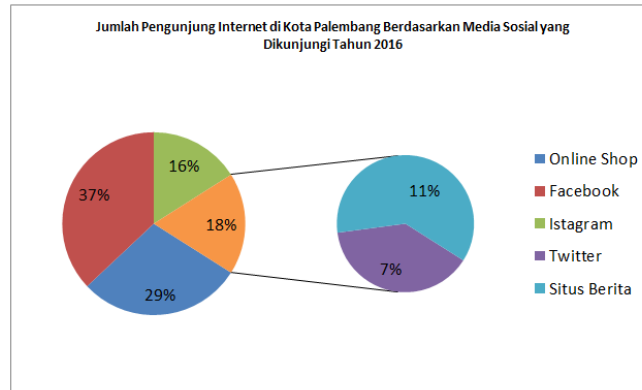 Jumlah Pengunjung Internet di Kota Palembang Berdasarkan Media Sosial yang
Dikunjungi Tahun 2016
16%
37%
18%
29%
11%
7%
Online Shop
Facebook
Istagram
Twitter
Situs Berita